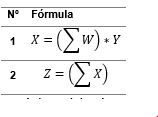 Nº Fórmula
1 X = (∑ W) * Y
2 Z = (∑ X)